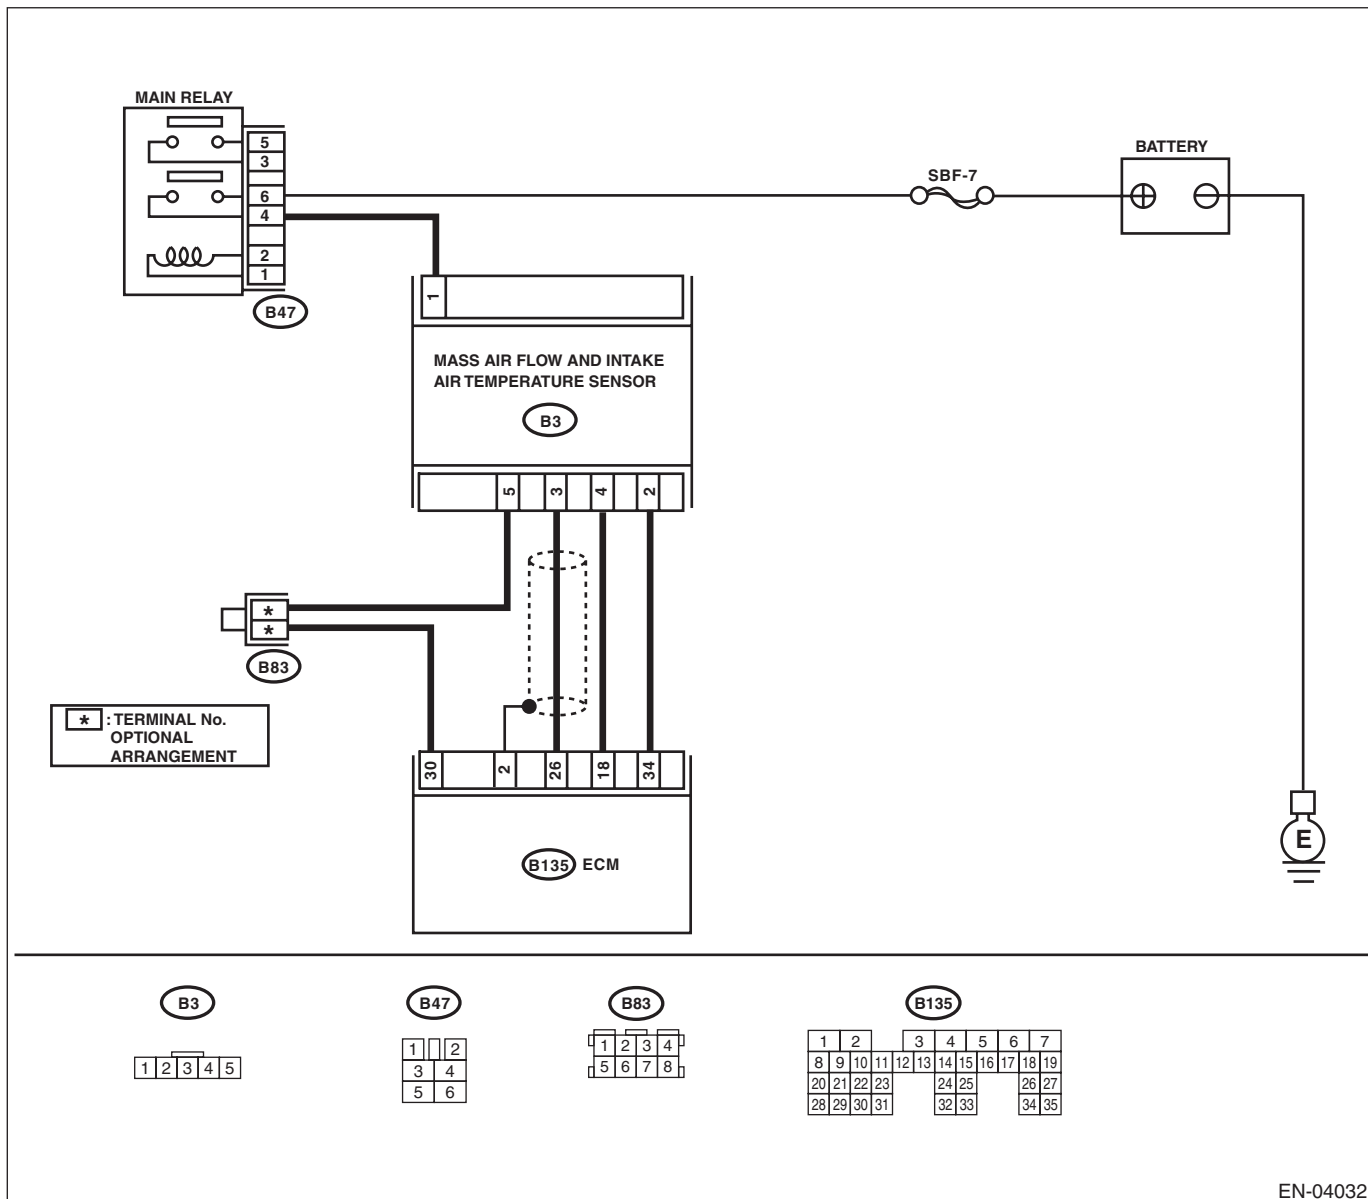 MAIN RELAY
5
3
6
4
2
1
B47
SBF-7
BATTERY
1
MASS AIR FLOW AND INTAKE
AIR TEMPERATURE SENSOR
B3
5 3 4 2
*
*
B83
* : TERMINAL No.
OPTIONAL
ARRANGEMENT
30 2 26 18 34
B135 ECM
E
B3
1 2 3 4 5
B47
1 2
3 4
5 6
B83
1 2 3 4
5 6 7 8
B135
1 2 3 4 5 6 7
8 9 10 11 12 13 14 15 16 17 18 19
20 21 22 23 24 25 26 27
28 29 30 31 32 33 34 35
EN-04032